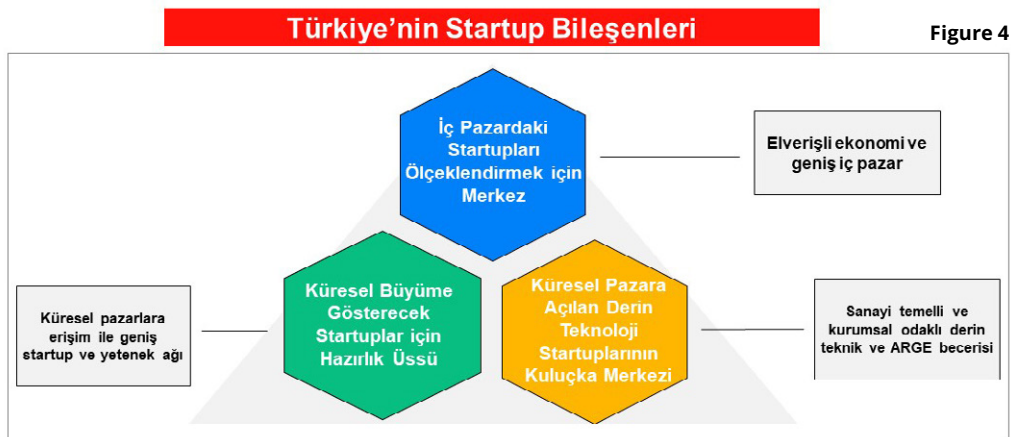 Türkiye’nin Startup Bileşenleri
Figure 4
İç Pazardaki
Startupları
Ölçeklendirmek için
Merkez
Elverişli ekonomi ve
geniş iç pazar
Küresel Büyüme
Gösterecek
Startuplar için
Hazırlık Üssü
Küresel Pazara
Açılan Derin
Teknoloji
Startuplarının
Kuluçka Merkezi
Küresel pazarlara
erişim ile geniş
startup ve yetenek ağı
Sanayi temelli ve
kurumsal odaklı derin
teknik ve ARGE becerisi